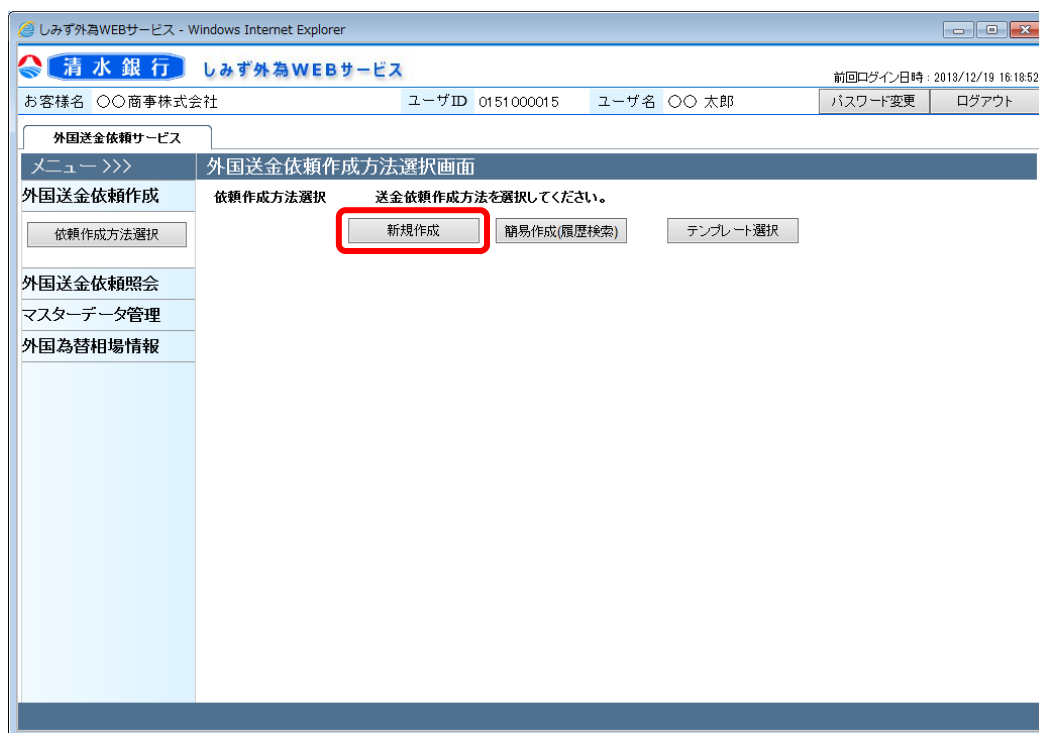 しみず外為WEBサービス - Windows Internet Explorer
清水銀行 しみず外為WEBサービス
前回ログイン日時 : 2013/12/19 16:18:52
お客様名 〇〇商事株式会社 ユーザID 0151000015 ユーザ名 〇〇 太郎 パスワード変更 ログアウト
外国送金依頼サービス
メニュー >>> 外国送金依頼作成方法選択画面
外国送金依頼作成 依頼作成方法選択 送金依頼作成方法を選択してください。
新規作成 簡易作成(履歴検索) テンプレート選択
依頼作成方法選択
外国送金依頼照会
マスターデータ管理
外国為替相場情報